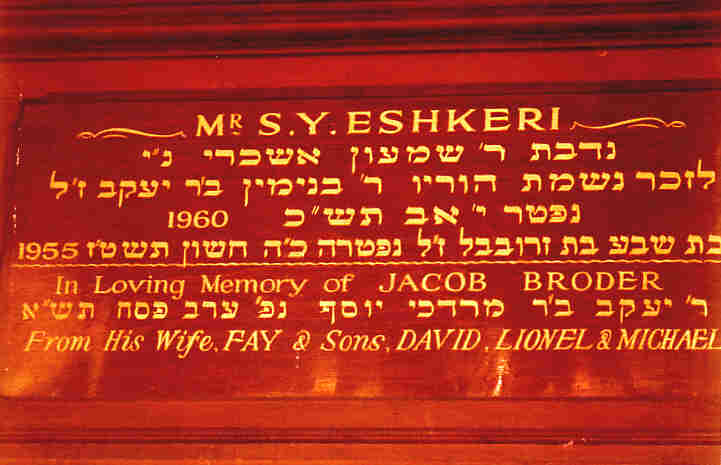 MR S.Y. ESHKERI
נדבת ר' שמעון אשכרי נ"י
לזכר נשמת הוריו ר' בנימין ב'ר יעקב ז'ל
נפטר י' אב תש"כ 1960
בת שבע בת זרובבל ז'ל נפטרה כ'ה חשון תשט'ז 1955
In Loving Memory of JACOB BRODER
ר' יעקב ב'ר מרדכי יוסף נפ' ערב פסח תש"א
From His Wife, FAY & Sons, DAVID, LIONEL & MICHAEL